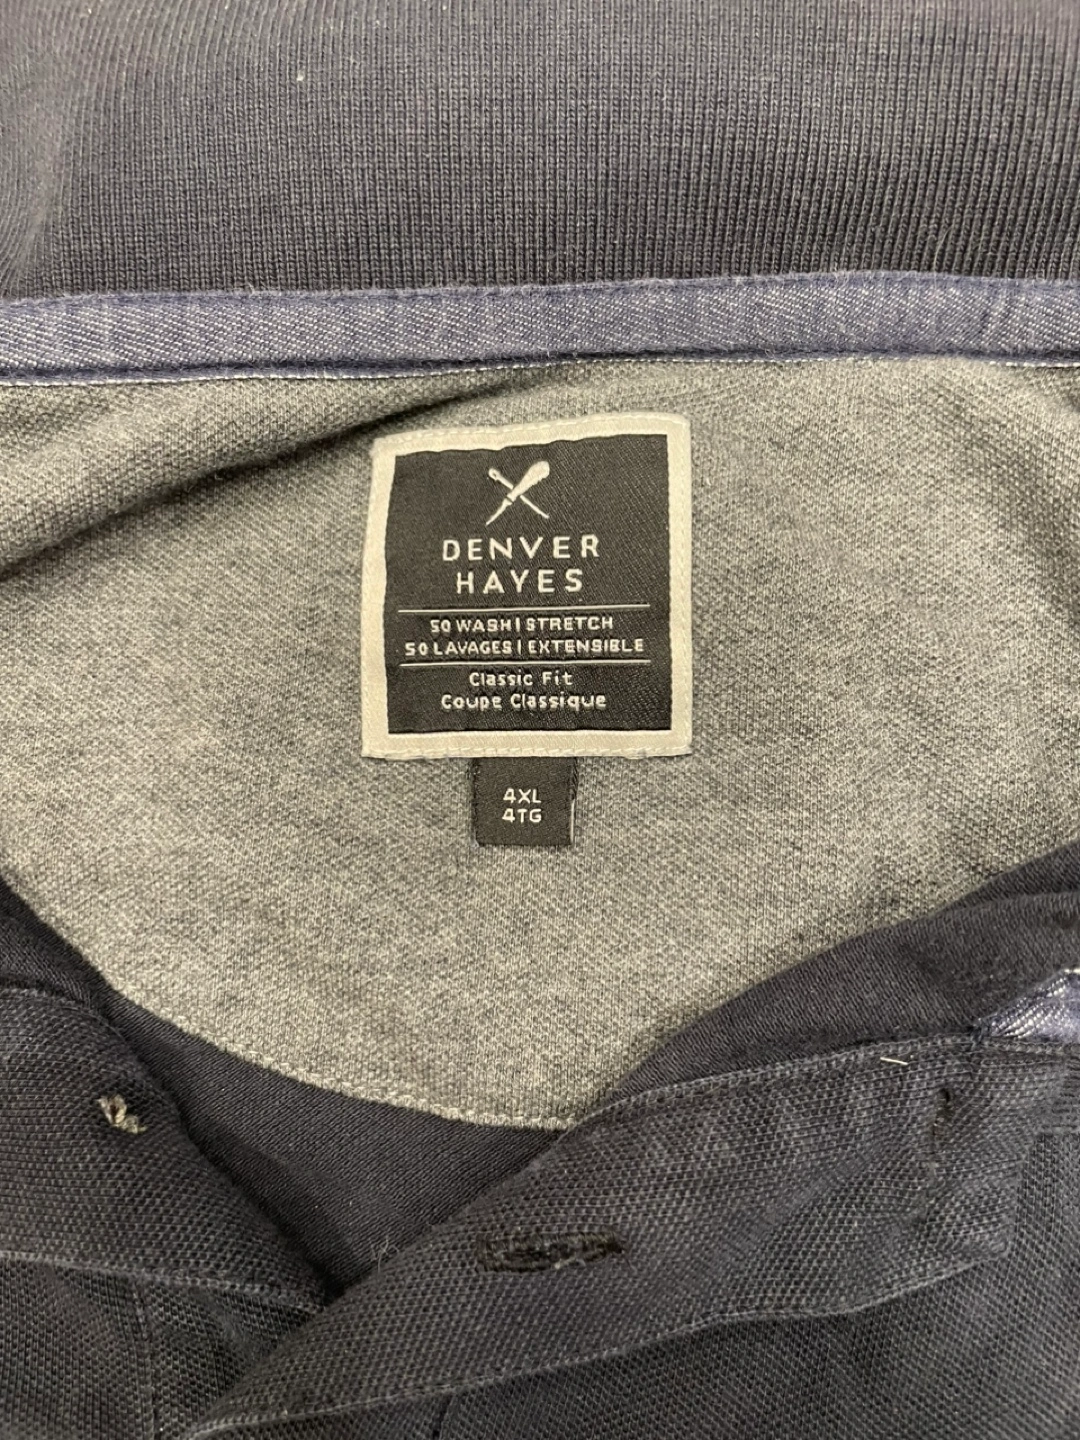 DENVER
HAYES
50 WASH | STRETCH
50 LAVAGES | EXTENSIBLE
Classic Fit
Coupe Classique
4XL
4TG